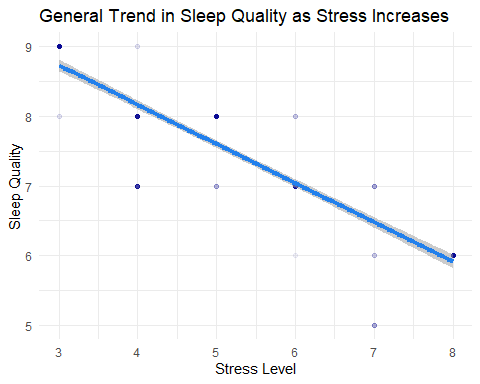 General Trend in Sleep Quality as Stress Increases
9
8
7
6
5
Sleep Quality
3 4 5 6 7 8
Stress Level